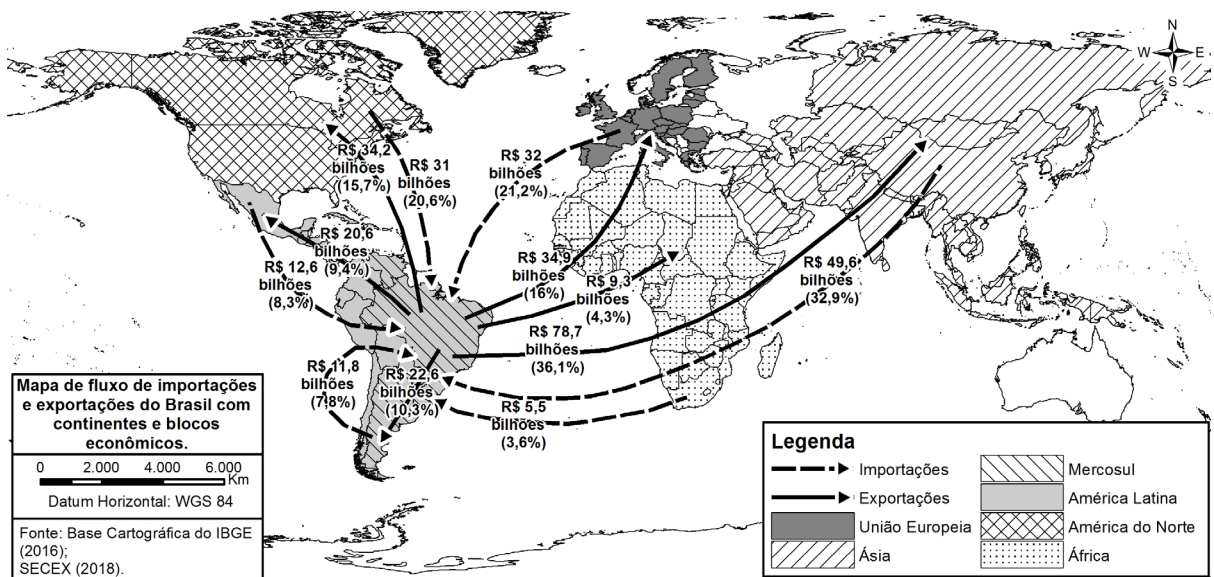 N
W E
S
R$ 34,2
bilhões
(15,7%)
R$ 31
bilhões
(20,6%)
R$ 32
bilhões
(21,2%)
R$ 20,6
bilhões
(9,4%)
R$ 12,6
bilhões
(8,3%)
R$ 34,9
bilhões
(16%)
R$ 9,3
bilhões
(4,3%)
R$ 49,6
bilhões
(32,9%)
R$ 78,7
bilhões
(36,1%)
R$ 11,8
bilhões
(7,8%)
R$ 22,6
bilhões
(10,3%)
R$ 5,5
bilhões
(3,6%)
Mapa de fluxo de importações
e exportações do Brasil com
continentes e blocos
econômicos.
0 2.000 4.000 6.000
Km
Datum Horizontal: WGS 84
Fonte: Base Cartográfica do IBGE
(2016);
SECEX (2018).
Legenda
Importações
Exportações
União Europeia
Ásia
Mercosul
América Latina
América do Norte
África